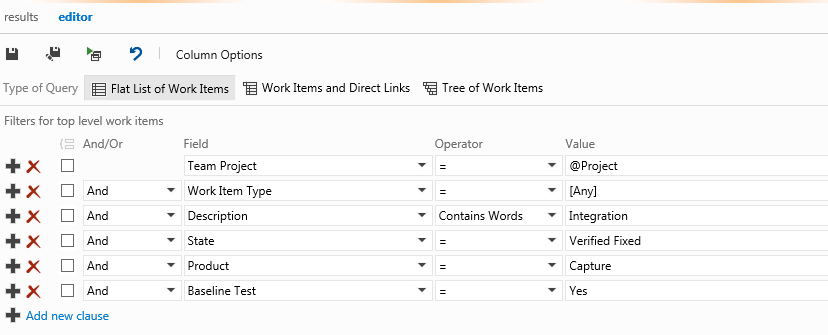 results editor
Column Options
Type of Query Flat List of Work Items Work Items and Direct Links Tree of Work Items
Filters for top level work items
And/Or Field Operator Value
Team Project = @Project
And Work Item Type = [Any]
And Description Contains Words Integration
And State = Verified Fixed
And Product = Capture
And Baseline Test = Yes
Add new clause